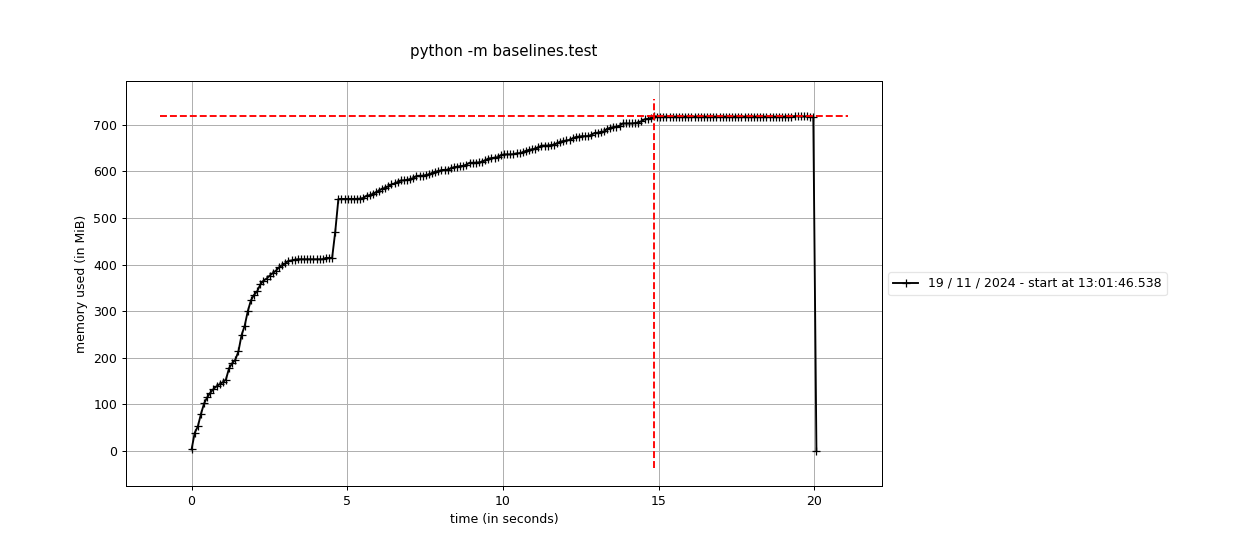 python -m baselines.test
700
600
500
400
300
200
100
0
memory used (in MiB)
0 5 10 15 20
time (in seconds)
19 / 11 / 2024 - start at 13:01:46.538